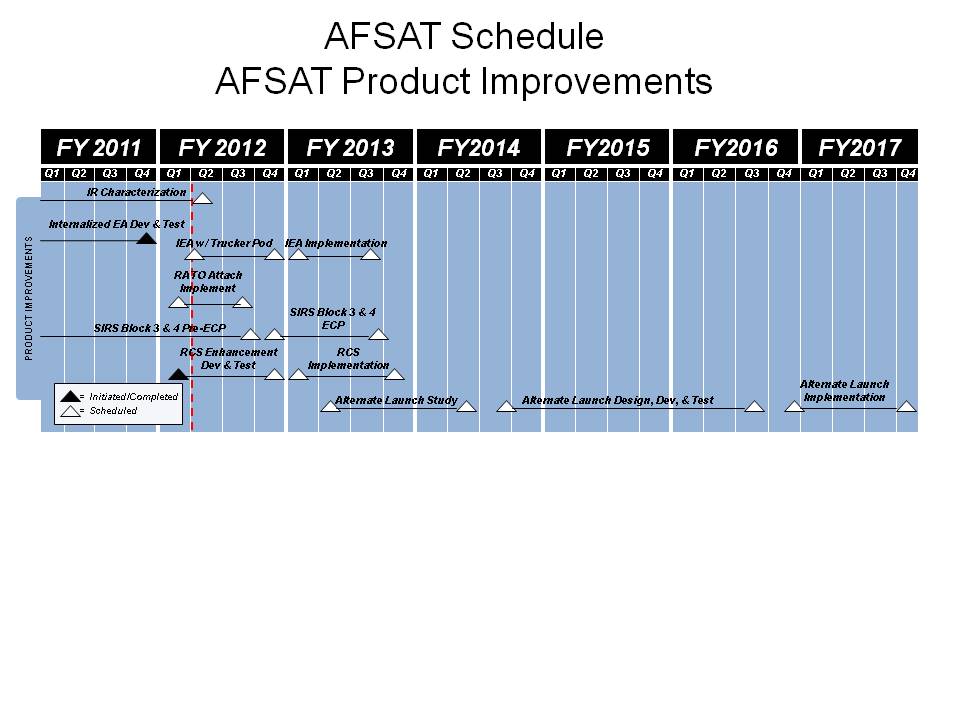 AFSAT Schedule
AFSAT Product Improvements
FY 2011 FY 2012 FY 2013 FY2014 FY2015 FY2016 FY2017
Q1 Q2 Q3 Q4 Q1 Q2 Q3 Q4 Q1 Q2 Q3 Q4 Q1 Q2 Q3 Q4 Q1 Q2 Q3 Q4 Q1 Q2 Q3 Q4 Q1 Q2 Q3 Q4
PRODUCT IMPROVEMENTS
IR Characterization
Internalized EA Dev & Test
IEA w/ Trucker Pod
IEA Implementation
RATO Attach
Implement
SIRS Block 3 & 4 Pre-ECP
SIRS Block 3 & 4
ECP
RCS Enhancement
Dev & Test
RCS
Implementation
Alternate Launch Study
Alternate Launch Design, Dev, & Test
Alternate Launch
Implementation
= Initiated/Completed
= Scheduled